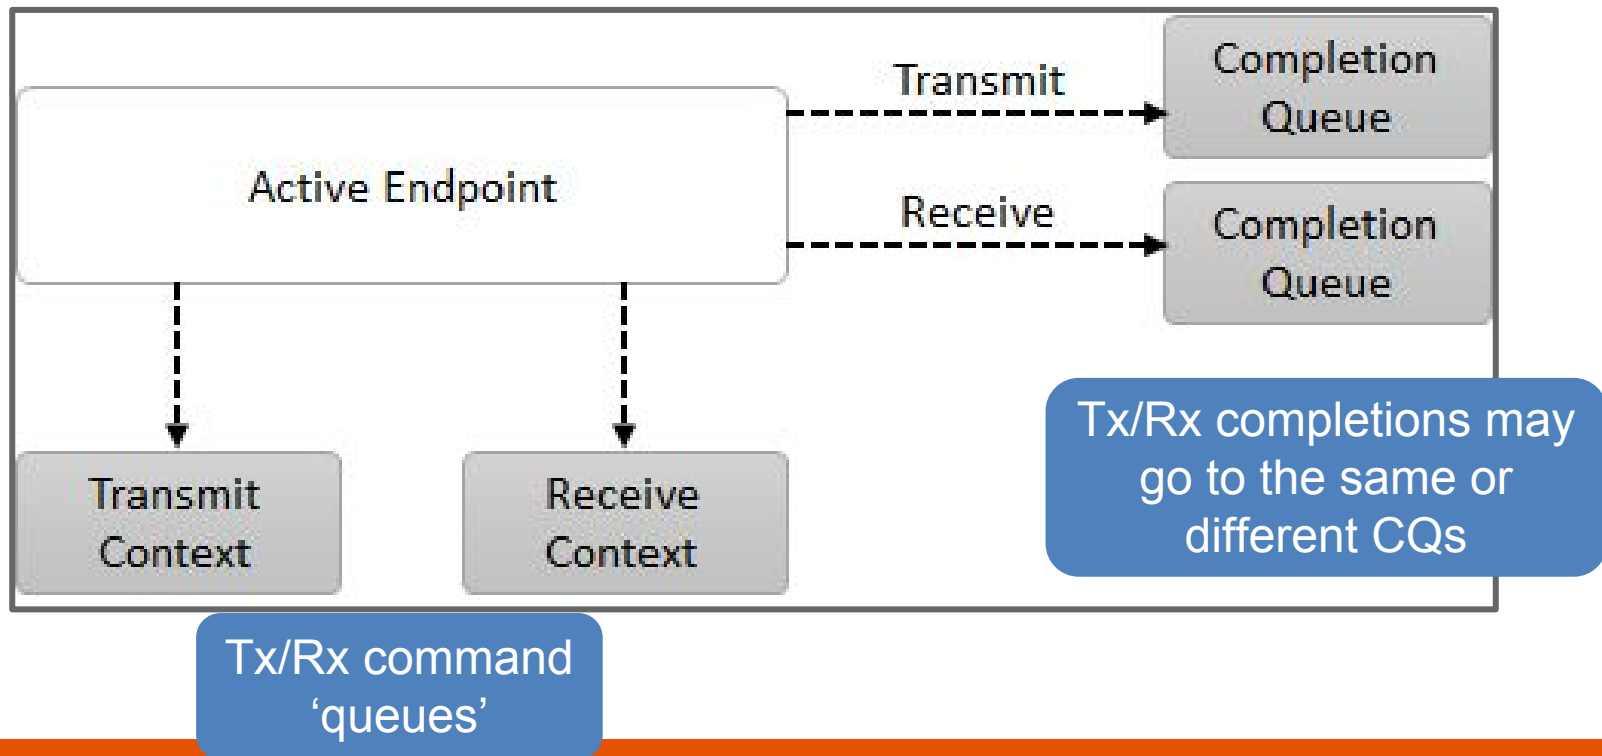 Transmit
Completion
Queue
Active Endpoint
Receive
Completion
Queue
Tx/Rx completions may
go to the same or
different CQs
Transmit
Context
Receive
Context
Tx/Rx command
‘queues’